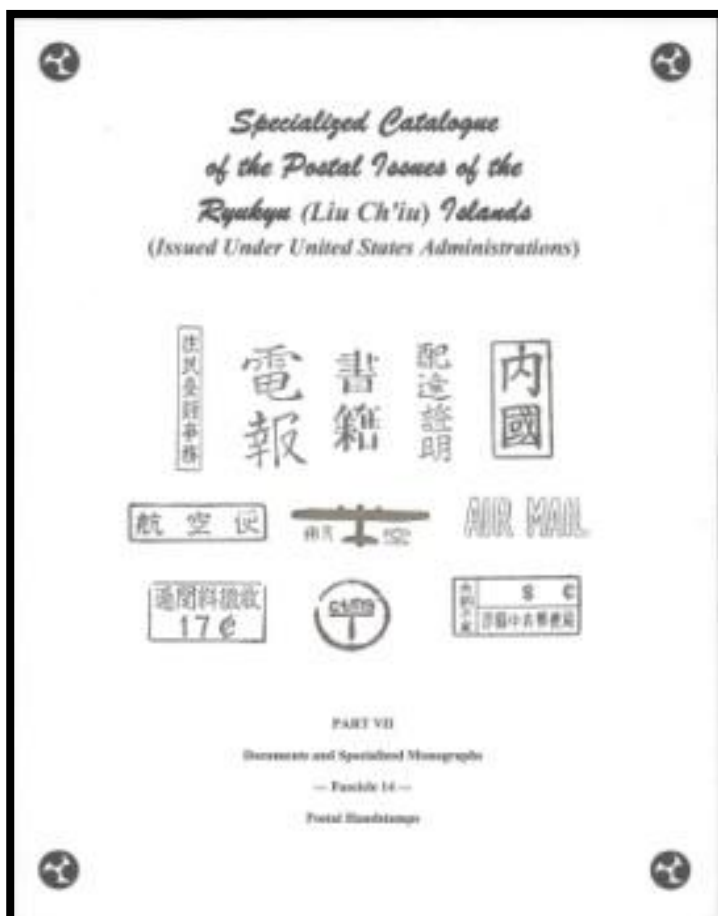 Specialized Catalogue
of the Postal Issues of the
Ryukyu (Liu Ch'iu) Islands
(Issued Under United States Administrations)
電報
書籍
配達證明
内國
航空便
AIR MAIL
17¢
$ ¢
PART VII
Documents and Specialized Monographs
— Fascicle 14 —
Postal Handstamps